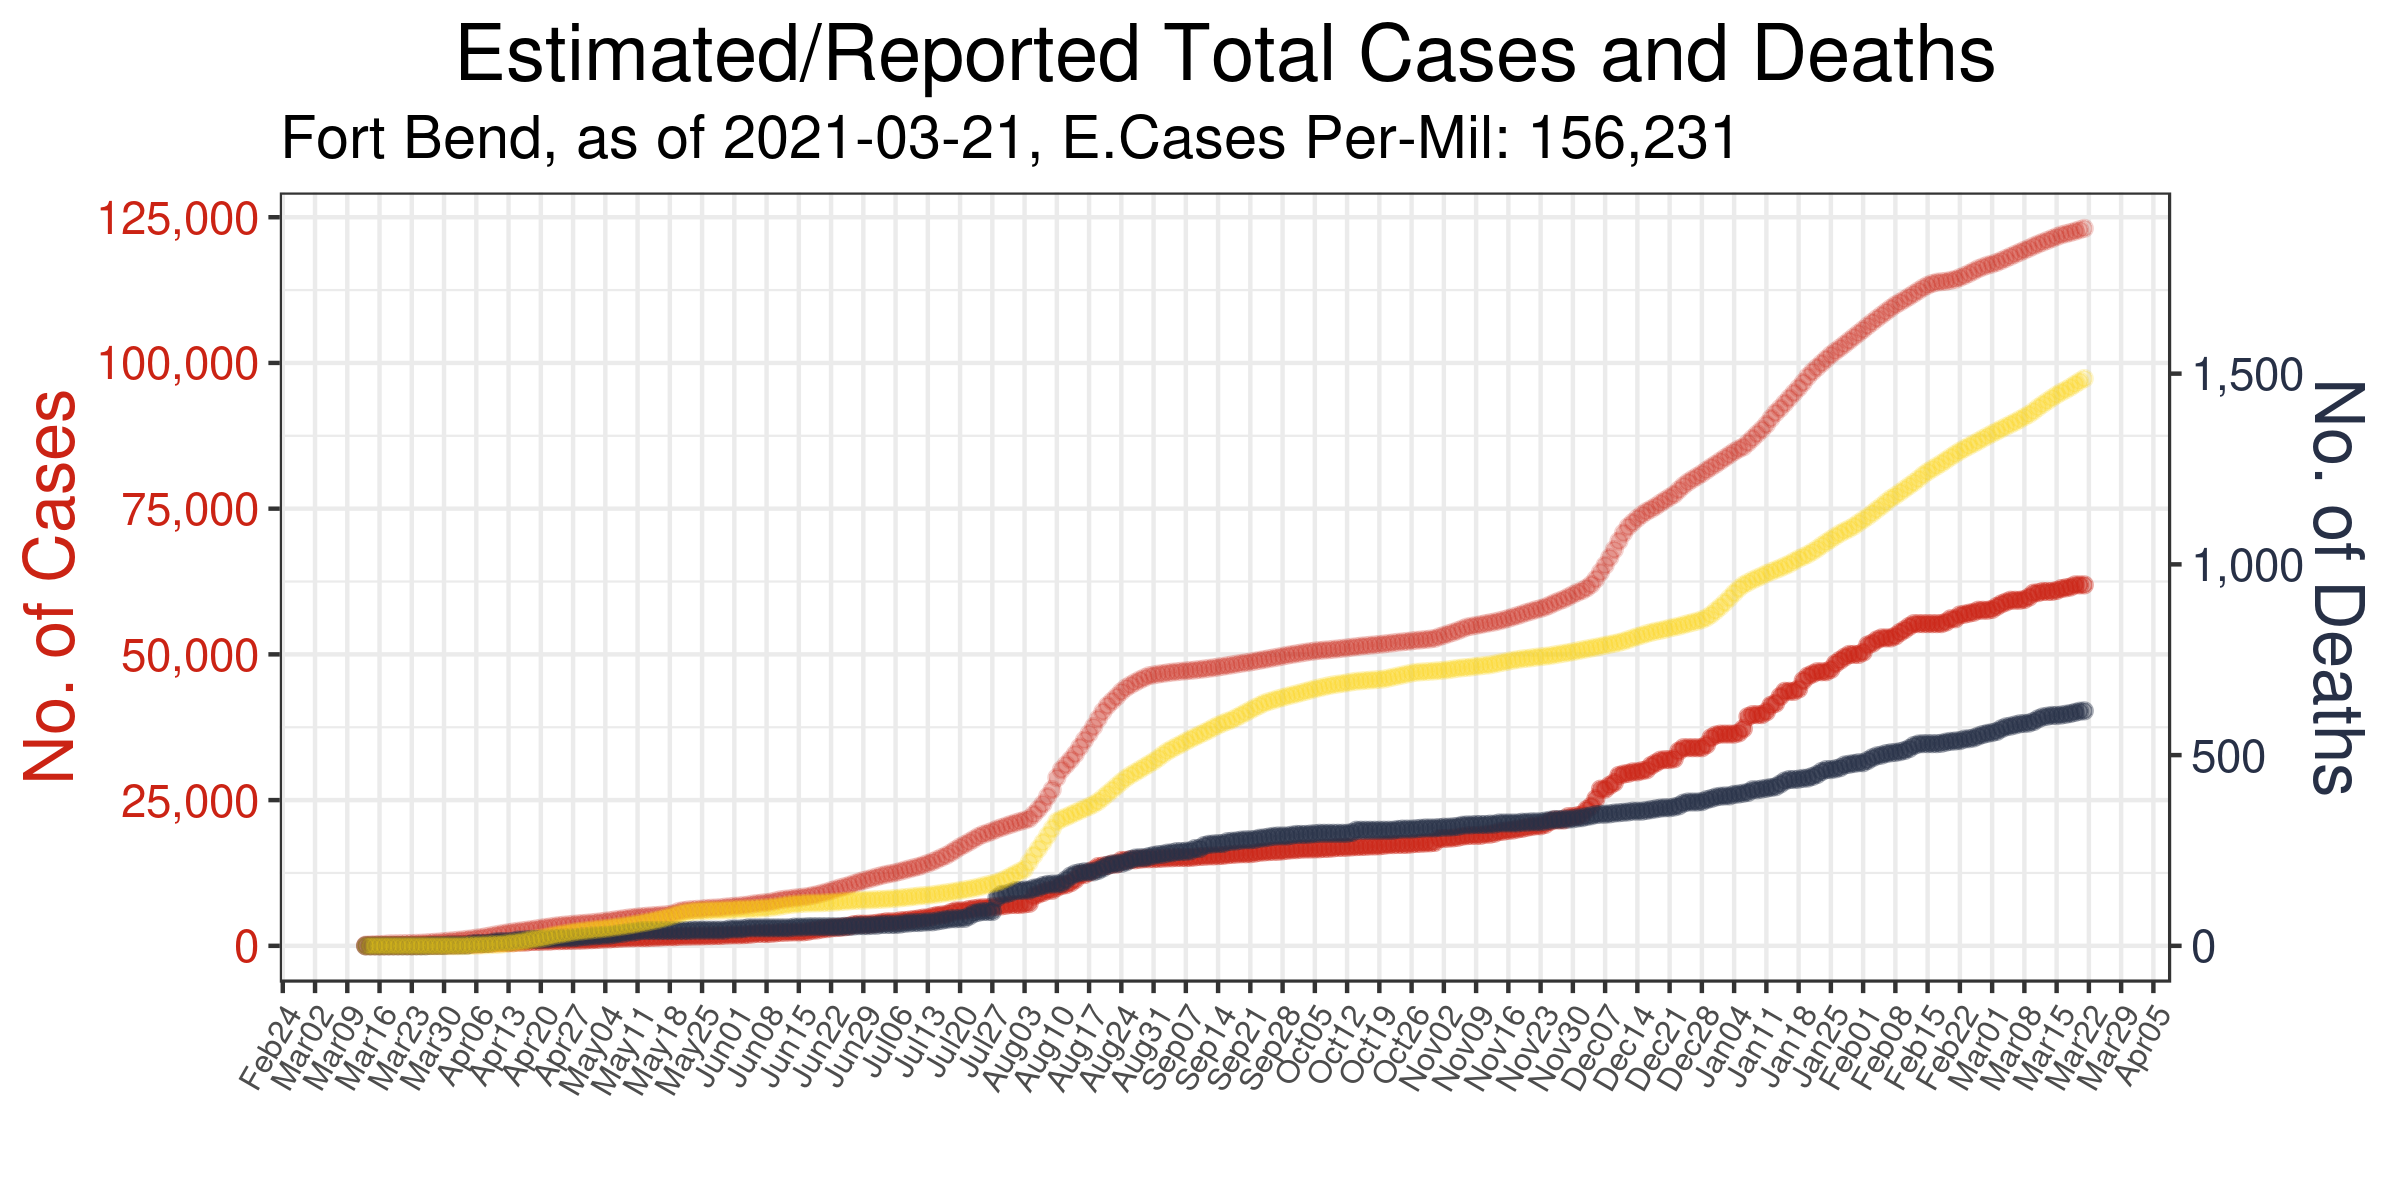 Estimated/Reported Total Cases and Deaths
Fort Bend, as of 2021-03-21, E.Cases Per-Mil: 156,231
No. of Cases
125,000
100,000
75,000
50,000
25,000
0
1,500
1,000
500
0
No. of Deaths
Feb24
Mar02
Mar09
Mar16
Mar23
Mar30
Apr06
Apr13
Apr20
Apr27
May04
May11
May18
May25
Jun01
Jun08
Jun15
Jun22
Jun29
Jul06
Jul13
Jul20
Jul27
Aug03
Aug10
Aug17
Aug24
Aug31
Sep07
Sep14
Sep21
Sep28
Oct05
Oct12
Oct19
Oct26
Nov02
Nov09
Nov16
Nov23
Nov30
Dec07
Dec14
Dec21
Dec28
Jan04
Jan11
Jan18
Jan25
Feb01
Feb08
Feb15
Feb22
Mar01
Mar08
Mar15
Mar22
Mar29
Apr05